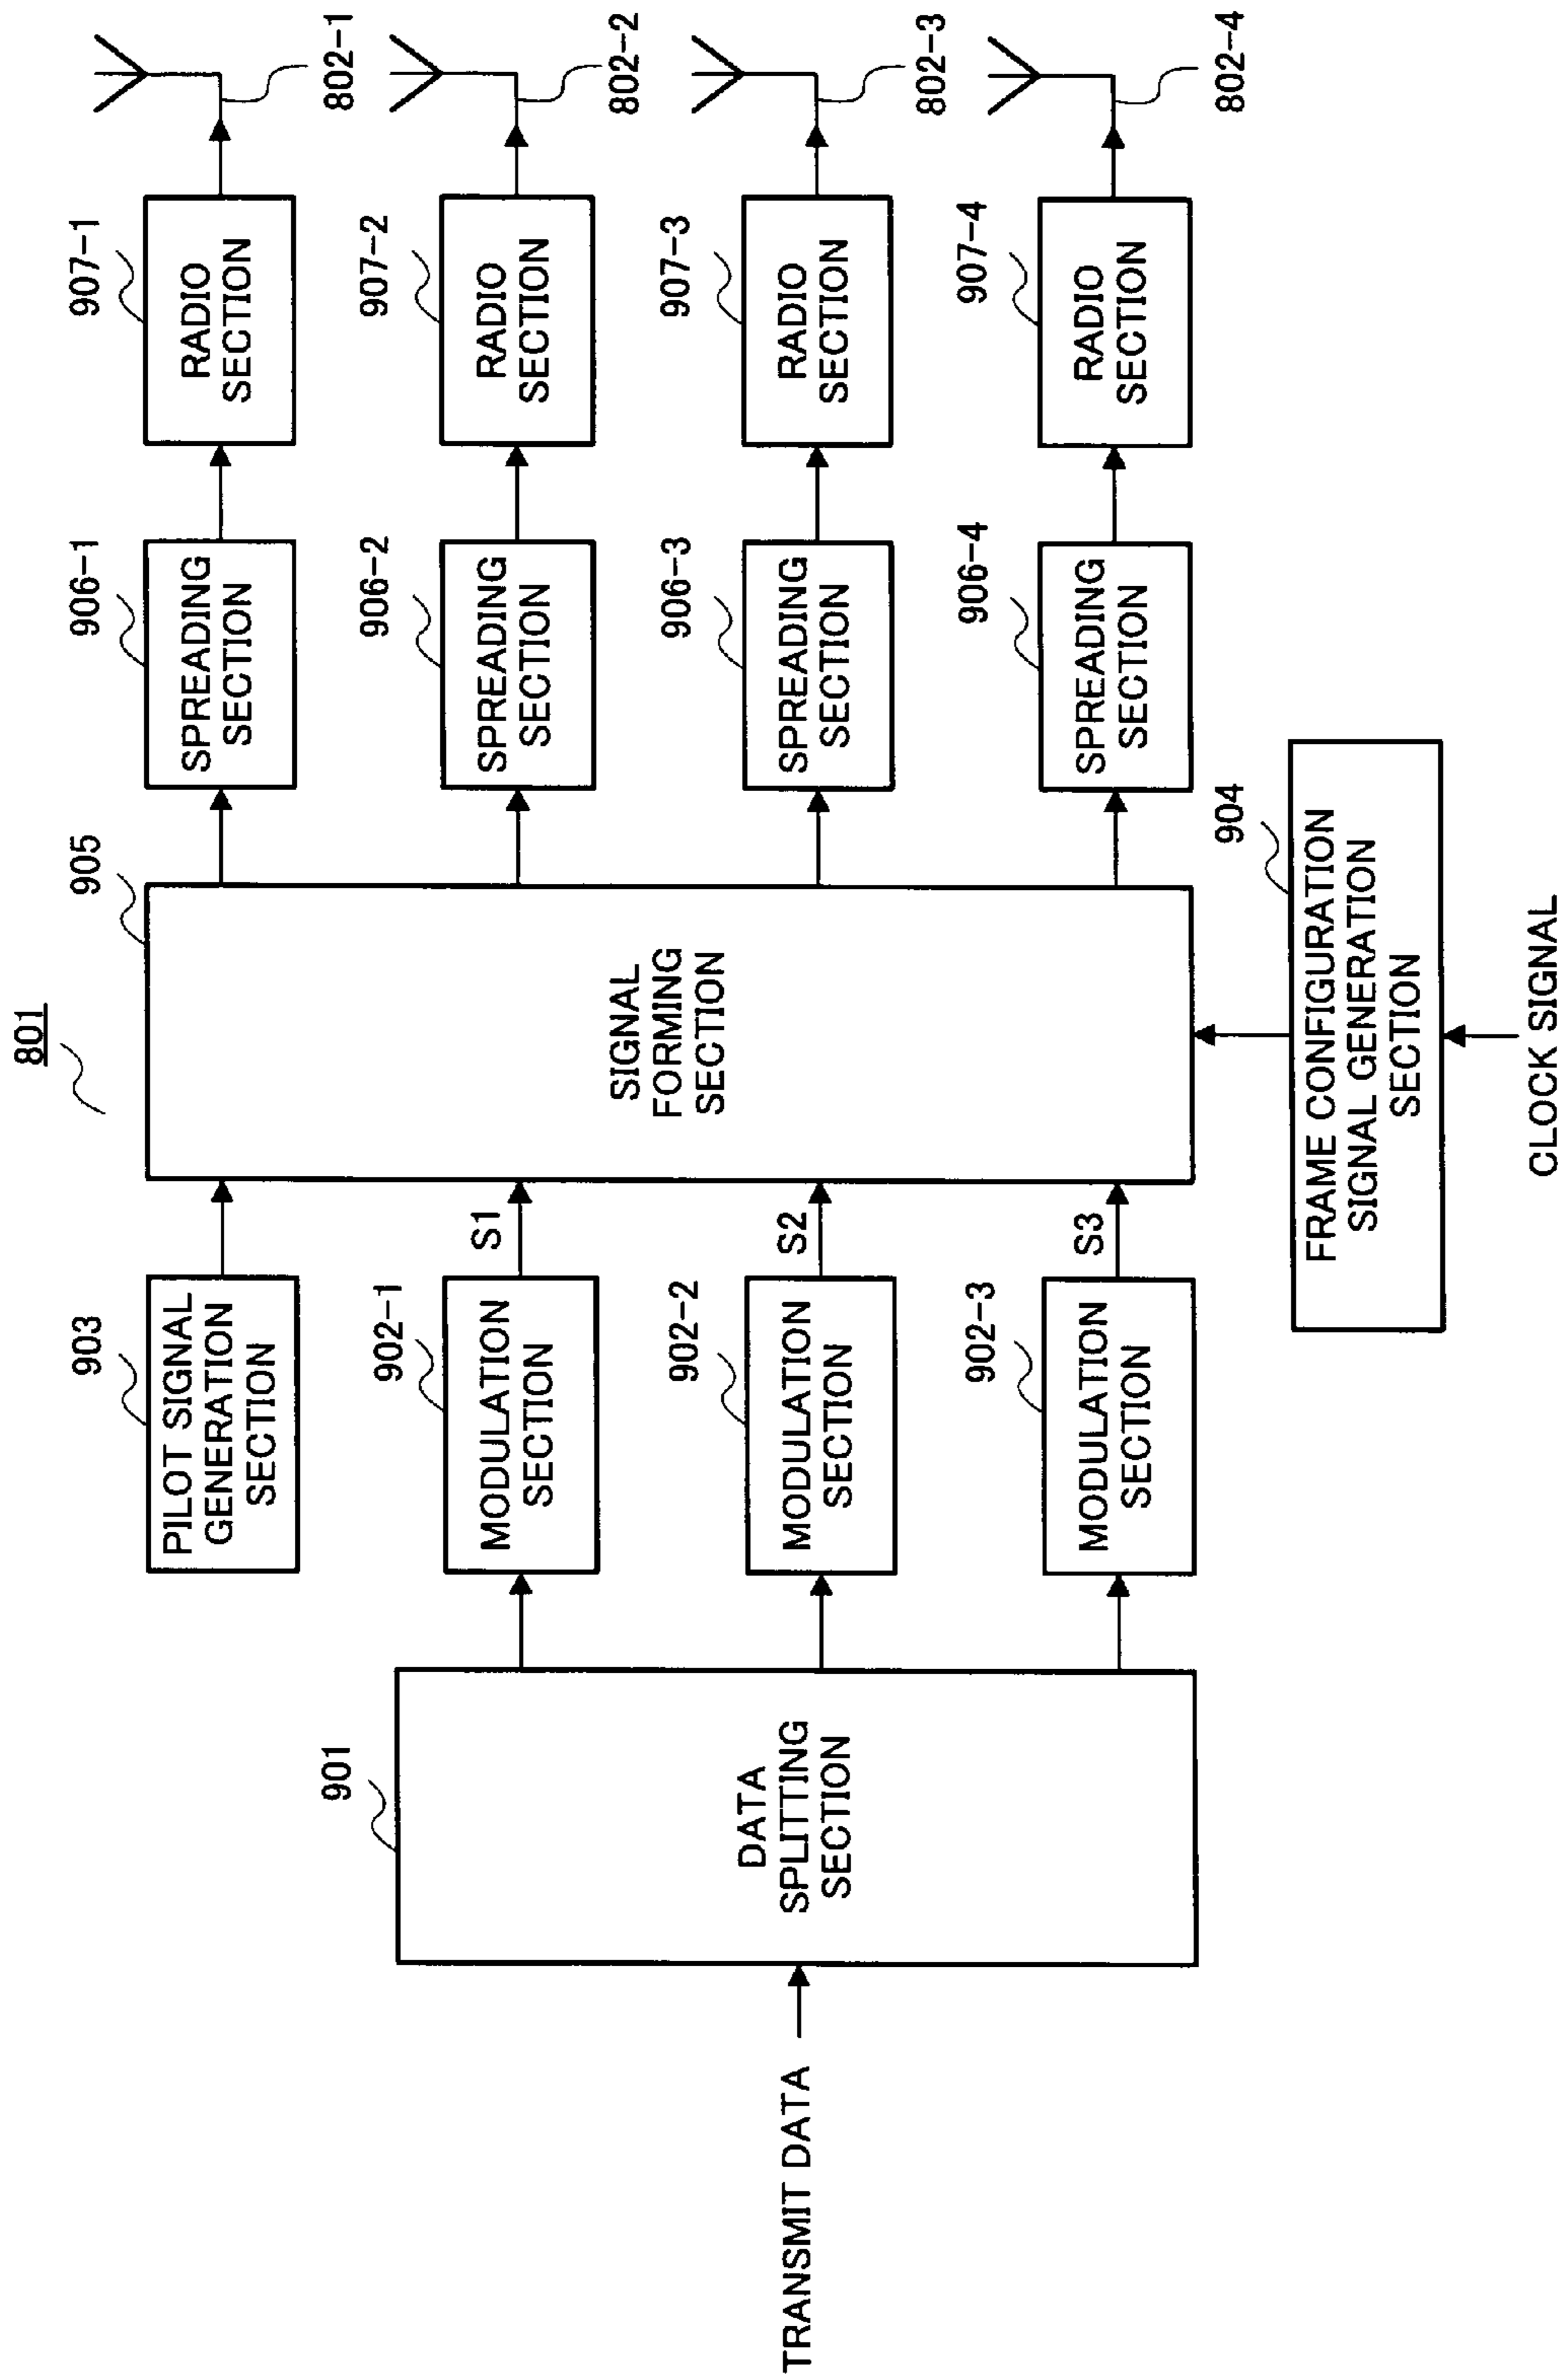 801
TRANSMIT DATA
901
DATA
SPLITTING
SECTION
903
PILOT SIGNAL
GENERATION
SECTION
902-1
MODULATION
SECTION
S1
902-2
MODULATION
SECTION
S2
902-3
MODULATION
SECTION
S3
905
SIGNAL
FORMING
SECTION
904
FRAME CONFIGURATION
SIGNAL GENERATION
SECTION
CLOCK SIGNAL
906-1
SPREADING
SECTION
907-1
RADIO
SECTION
802-1
906-2
SPREADING
SECTION
907-2
RADIO
SECTION
802-2
906-3
SPREADING
SECTION
907-3
RADIO
SECTION
802-3
906-4
SPREADING
SECTION
907-4
RADIO
SECTION
802-4